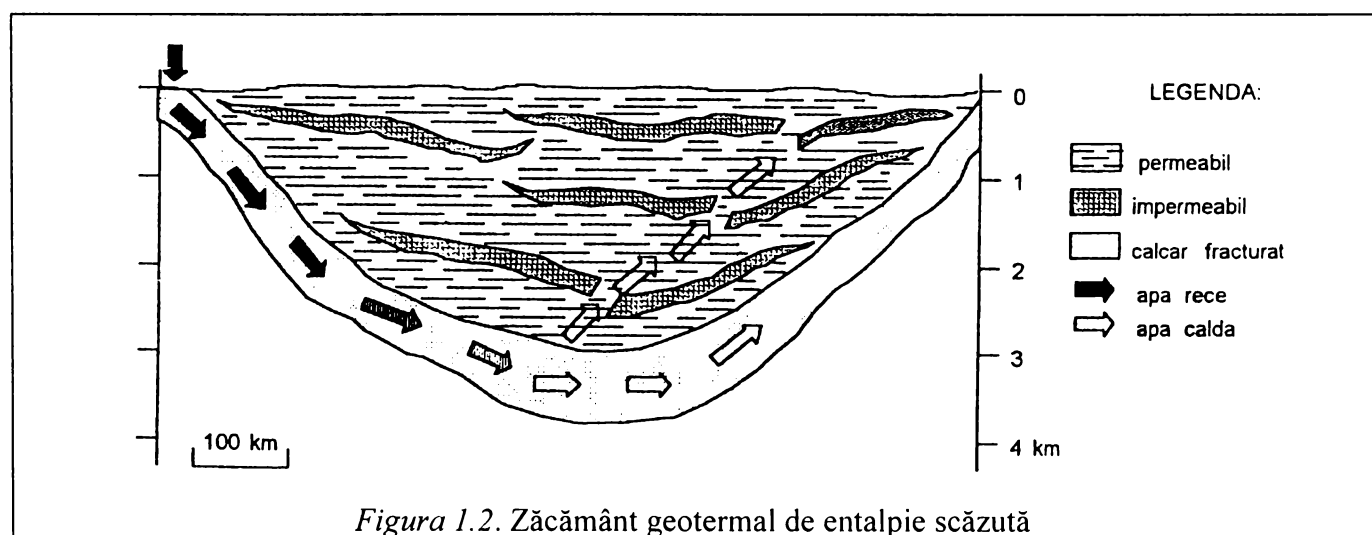 LEGENDA:
0
permeabil
1
impermeabil
calcar fracturat
2
apa rece
apa calda
3
100 km
4 km
Figura 1.2. Zăcământ geotermal de entalpie scăzută